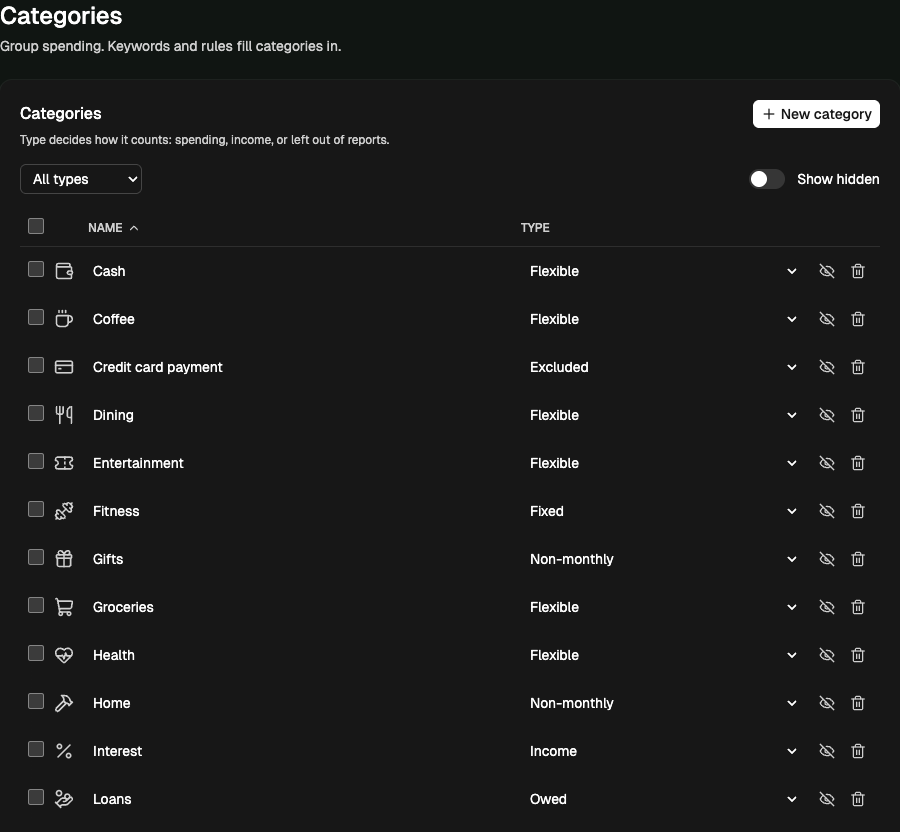 Categories
Group spending. Keywords and rules fill categories in.
Categories
New category
Type decides how it counts: spending, income, or left out of reports.
All types
Show hidden
NAME TYPE
Cash Flexible
Coffee Flexible
Credit card payment Excluded
Dining Flexible
Entertainment Flexible
Fitness Fixed
Gifts Non-monthly
Groceries Flexible
Health Flexible
Home Non-monthly
Interest Income
Loans Owed